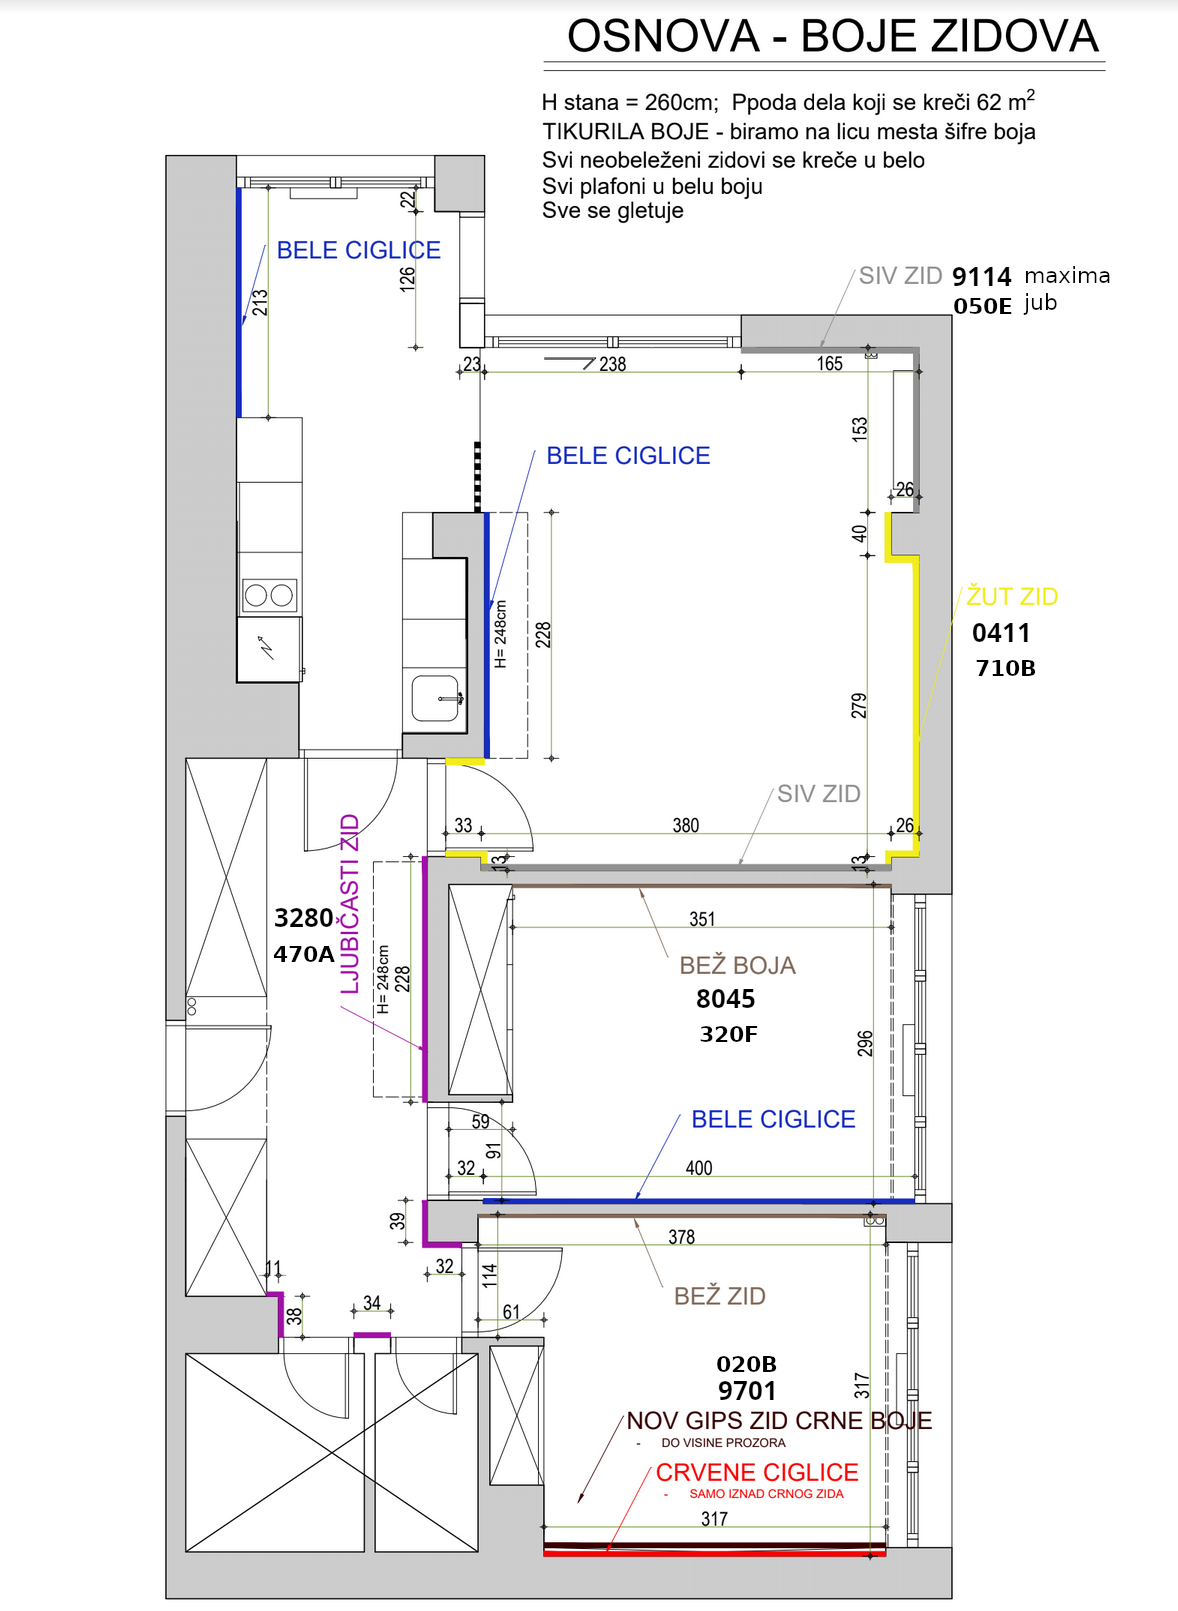 OSNOVA - BOJE ZIDOVA
H stana = 260cm; Ppoda dela koji se kreči 62 m²
TIKURILA BOJE - biramo na licu mesta šifre boja
Svi neobeleženi zidovi se kreče u belo
Svi plafoni u belu boju
Sve se gletuje
22
BELE CIGLICE
126
213
SIV ZID 9114 maxima
050E jub
23
238
165
153
BELE CIGLICE
26
40
ŽUT ZID
0411
710B
H= 248cm
228
279
SIV ZID
33
380
26
13
13
LJUBIČASTI ZID
3280
470A
H= 248cm
228
351
BEŽ BOJA
8045
320F
296
59
BELE CIGLICE
91
32
400
39
378
32
114
11
BEŽ ZID
38
34
61
020B
9701
317
NOV GIPS ZID CRNE BOJE
- DO VISINE PROZORA
CRVENE CIGLICE
- SAMO IZNAD CRNOG ZIDA
317